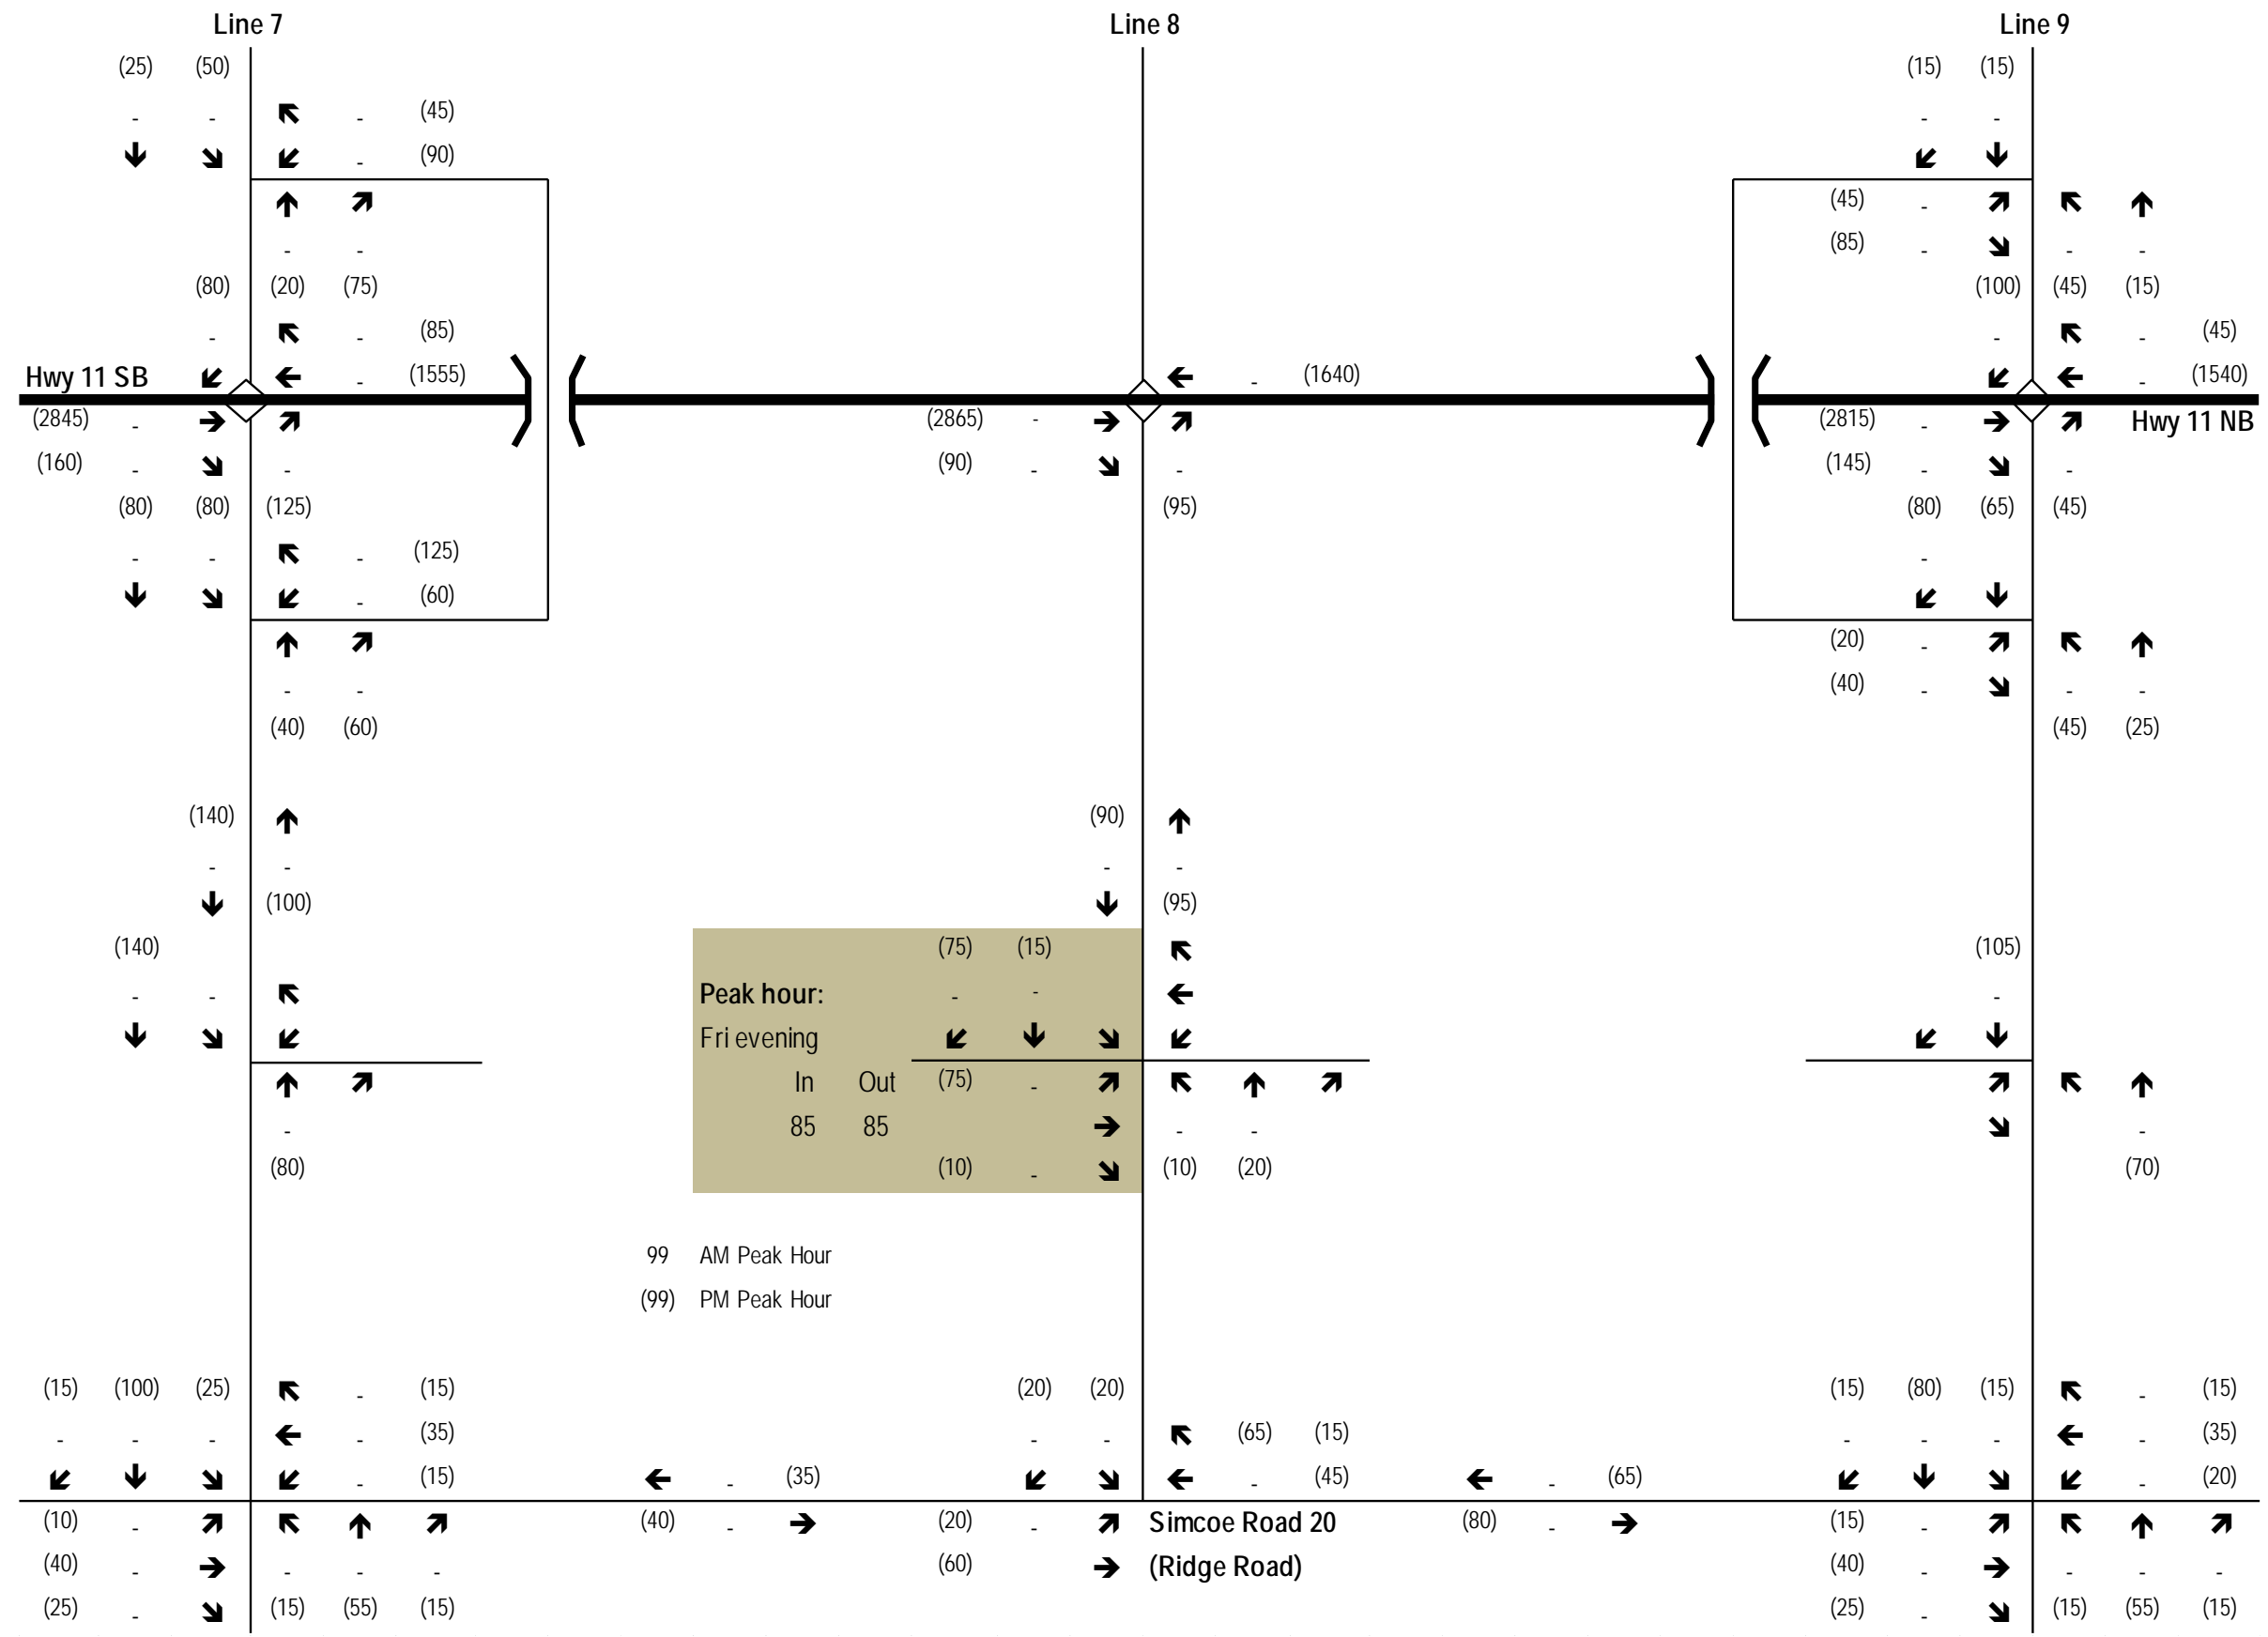 Line 7 Line 8 Line 9
(25) (50) (15) (15)
- - - (45) - -
- (90)
(45) -
- - (85) - - -
(80) (20) (75) (100) (45) (15)
- - (85) - - (45)
Hwy 11 SB - (1555) - (1640) - (1540)
(2845) - (2865) - (2815) - Hwy 11 NB
(160) - - (90) - - (145) - -
(80) (80) (125) (95) (80) (65) (45)
- - - (125) -
- (60)
(20) -
- - (40) - - -
(40) (60) (45) (25)
(140) (90)
- - - -
(100) (95)
(140) (75) (15) (105)
- - Peak hour: - - -
Fri evening
In Out (75) -
- 85 85 - - -
(80) (10) - (10) (20) (70)
99 AM Peak Hour
(99) PM Peak Hour
(15) (100) (25) - (15) (20) (20) (15) (80) (15) - (15)
- - - - (35) - - (65) (15) - - - - (35)
- (15) - (35) - (45) - (65) - (20)
(10) - (40) - (20) - Simcoe Road 20 (80) - (15) -
(40) - - - - (60) (Ridge Road) (40) - - - -
(25) - (15) (55) (15) (25) - (15) (55) (15)